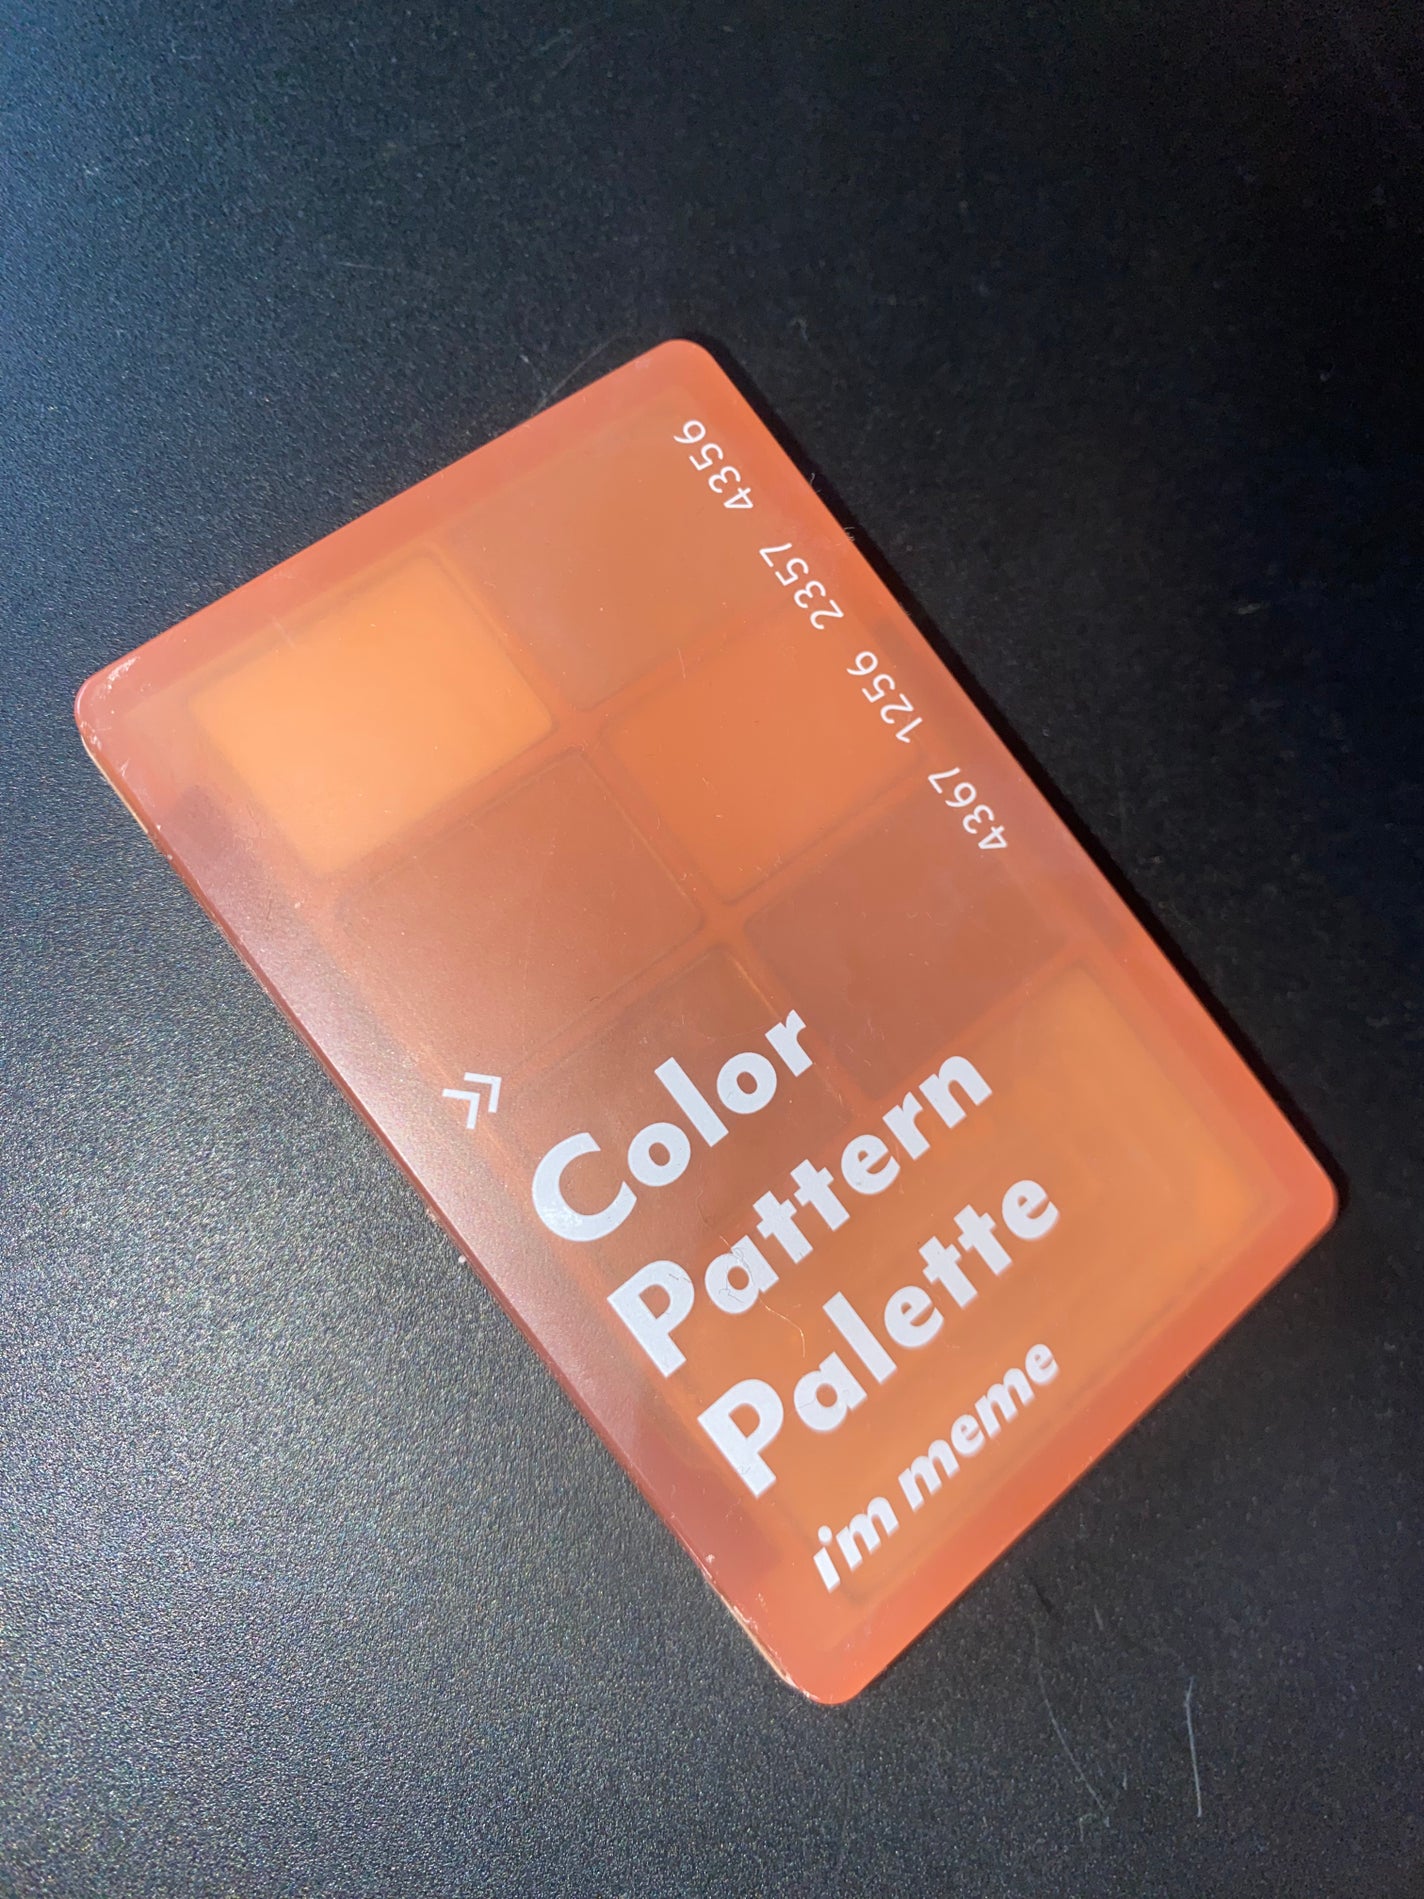 4356 2357 1256 4367
Color
Pattern
Palette
i'm meme